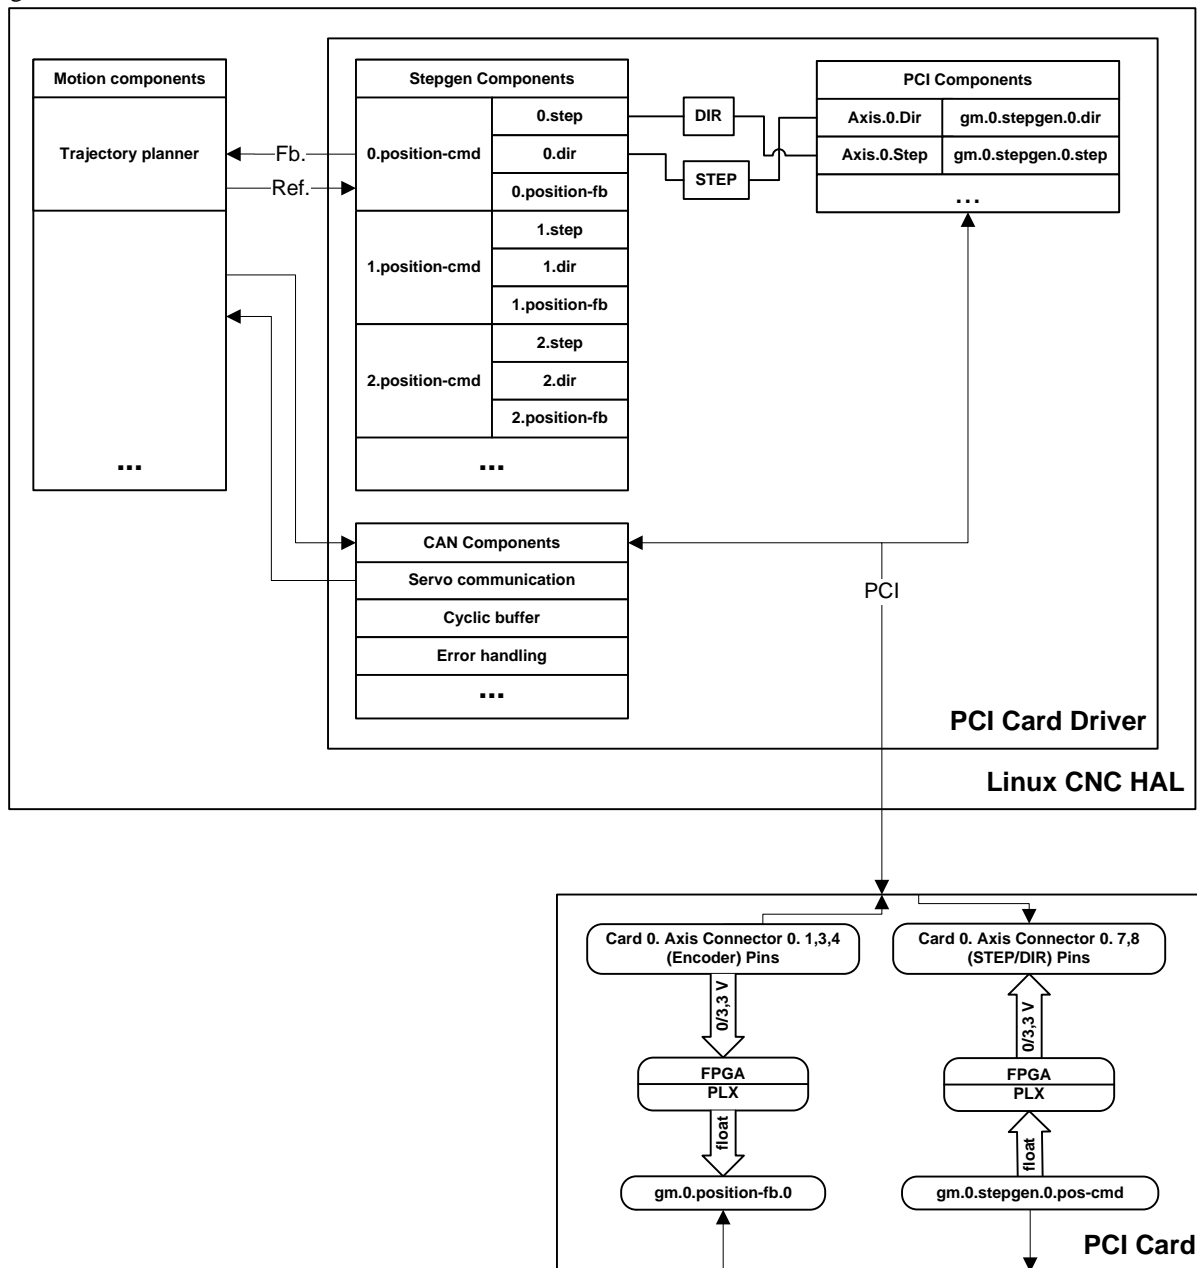 Motion components
Trajectory planner
...
Fb.
Ref.
Stepgen Components
0.position-cmd
0.step
0.dir
0.position-fb
1.position-cmd
1.step
1.dir
1.position-fb
2.position-cmd
2.step
2.dir
2.position-fb
...
DIR
STEP
PCI Components
Axis.0.Dir
gm.0.stepgen.0.dir
Axis.0.Step
gm.0.stepgen.0.step
...
CAN Components
Servo communication
Cyclic buffer
Error handling
...
PCI
PCI Card Driver
Linux CNC HAL
Card 0. Axis Connector 0. 1,3,4
(Encoder) Pins
0/3,3 V
FPGA
PLX
float
gm.0.position-fb.0
Card 0. Axis Connector 0. 7,8
(STEP/DIR) Pins
0/3,3 V
FPGA
PLX
float
gm.0.stepgen.0.pos-cmd
PCI Card